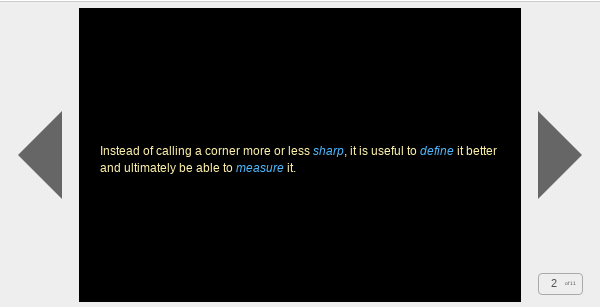 Instead of calling a corner more or less sharp, it is useful to define it better
and ultimately be able to measure it.
2 of 11